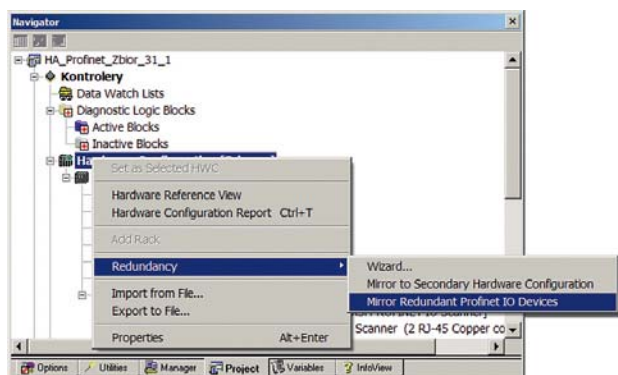 Navigator
HA_Profinet_Zbior_31_1
Kontrolery
Data Watch Lists
Diagnostic Logic Blocks
Active Blocks
Inactive Blocks
Set as Selected HWC
Hardware Reference View
Hardware Configuration Report Ctrl+T
Add Rack
Redundancy
Wizard...
Mirror to Secondary Hardware Configuration
Import from File...
Mirror Redundant Profinet IO Devices
Export to File...
Scanner (2 RJ-45 Copper co
Properties Alt+Enter
Options Utilities Manager Project Variables InfoView